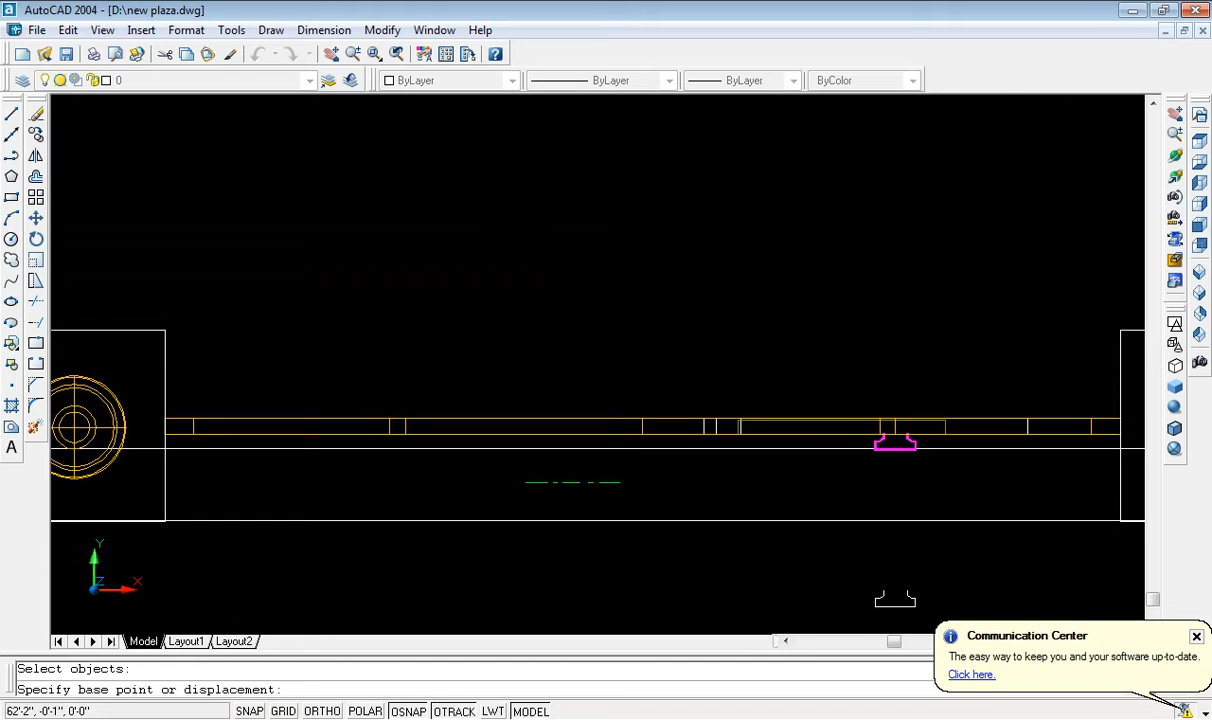 AutoCAD 2004 - [D:\new plaza.dwg]
File Edit View Insert Format Tools Draw Dimension Modify Window Help
0 ByLayer ByLayer ByLayer ByColor
A
Y
Z X
Model Layout1 Layout2
Communication Center
The easy way to keep you and your software up-to-date.
Click here.
Select objects:
Specify base point or displacement:
62'-2", -0'-1", 0'-0" SNAP GRID ORTHO POLAR OSNAP OTRACK LWT MODEL